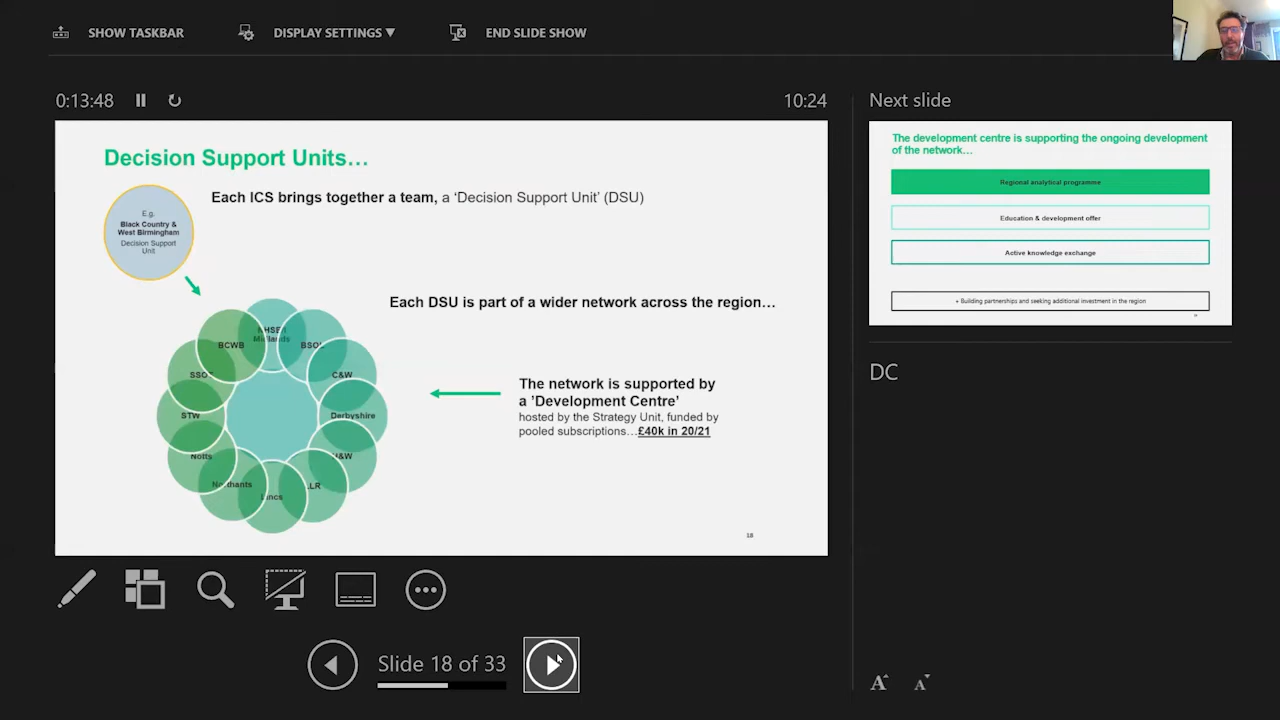 SHOW TASKBAR
DISPLAY SETTINGS ▼
END SLIDE SHOW
0:13:48
10:24
Next slide
Decision Support Units…
E.g.
Black Country &
West Birmingham
Decision Support
Unit
Each ICS brings together a team, a ‘Decision Support Unit’ (DSU)
Each DSU is part of a wider network across the region…
Midlands
BCWB
C&W
STW
Derbyshire
Notts
Northants
The network is supported by
a ’Development Centre’
hosted by the Strategy Unit, funded by
pooled subscriptions…£40k in 20/21
18
The development centre is supporting the ongoing development
of the network…
Regional analytical programme
Education & development offer
Active knowledge exchange
+ Building partnerships and seeking additional investment in the region
DC
Slide 18 of 33
A A